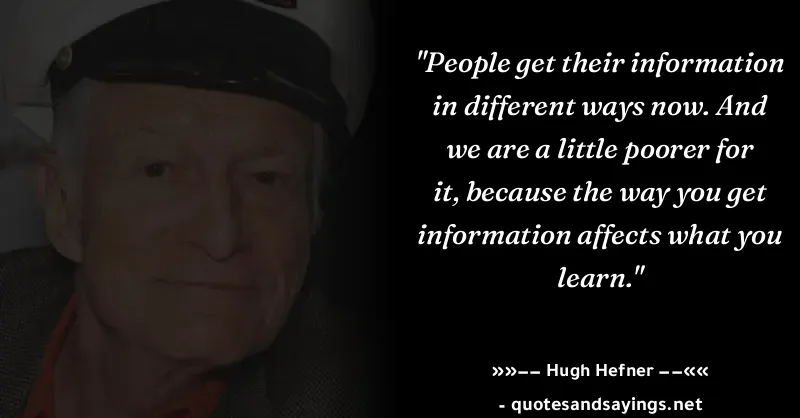 "People get their information
in different ways now. And
we are a little poorer for
it, because the way you get
information affects what you
learn."
»»−− Hugh Hefner −−««
- quotesandsayings.net